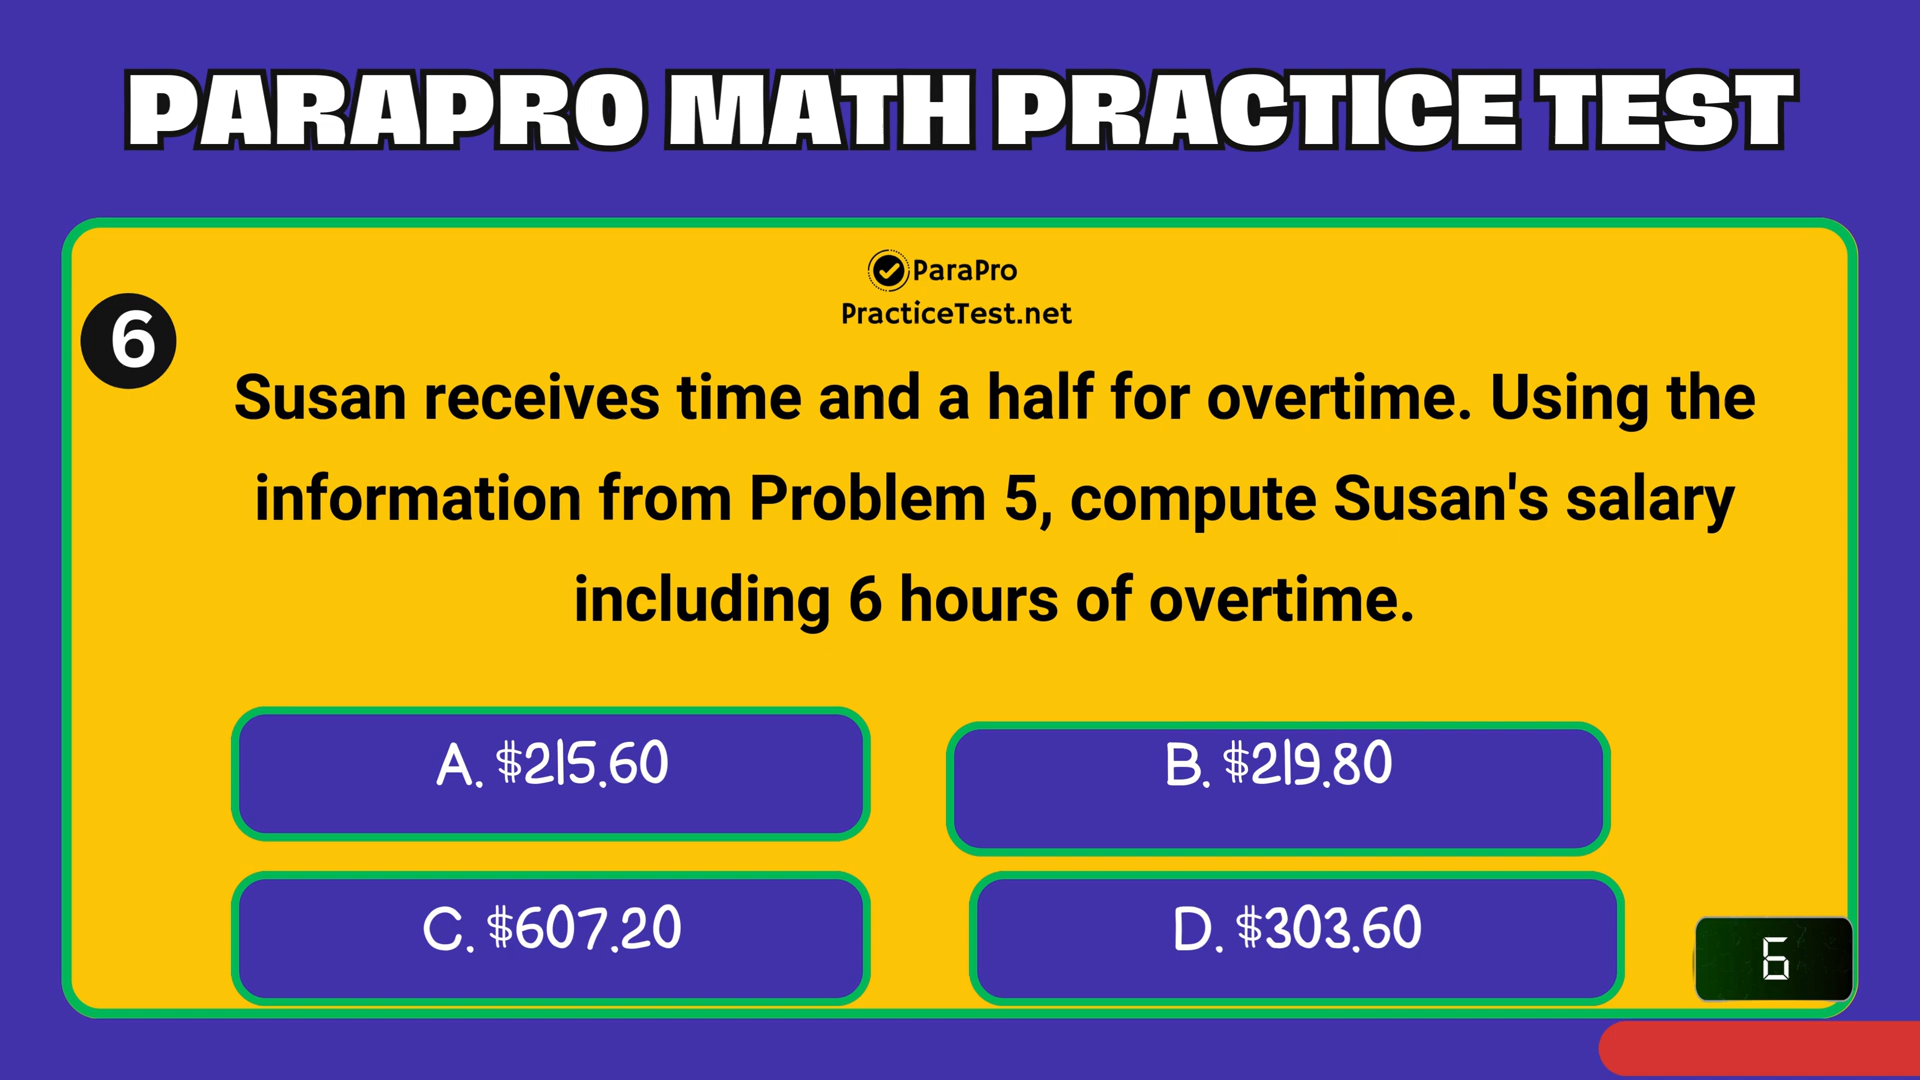 PARAPRO MATH PRACTICE TEST
ParaPro
PracticeTest.net
6
Susan receives time and a half for overtime. Using the
information from Problem 5, compute Susan's salary
including 6 hours of overtime.
A. $215.60
B. $219.80
C. $607.20
D. $303.60
6